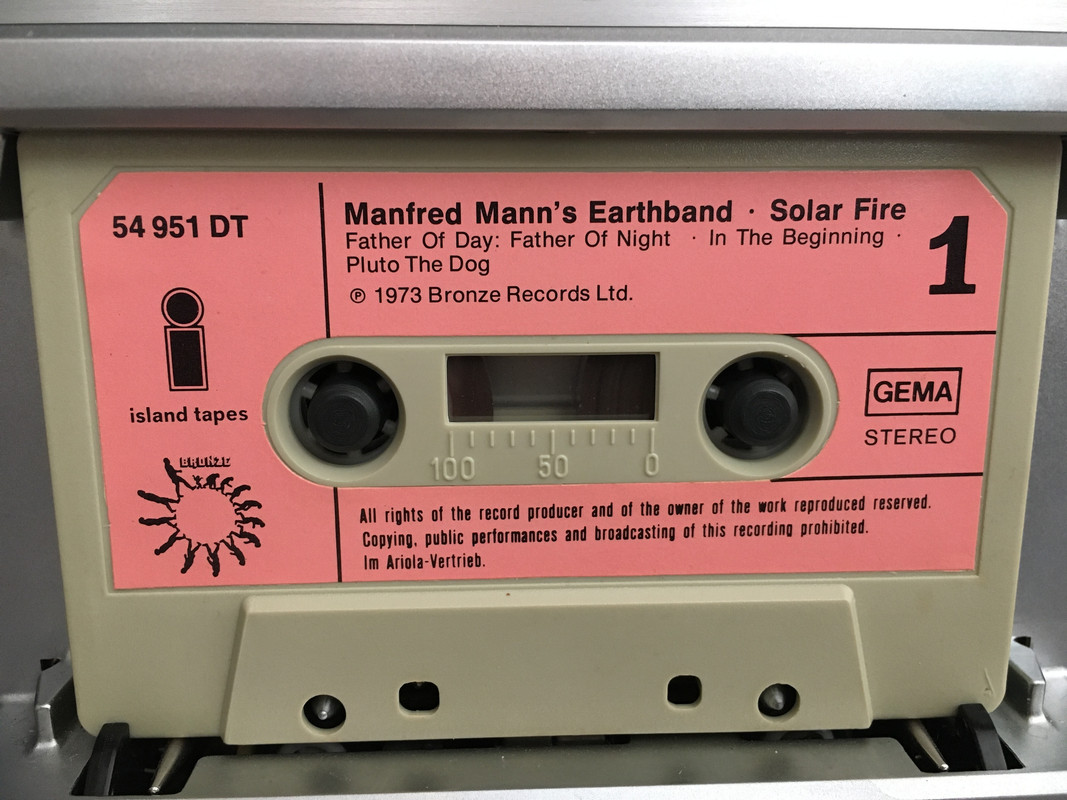 54 951 DT
Manfred Mann's Earthband · Solar Fire
Father Of Day: Father Of Night · In The Beginning ·
Pluto The Dog
℗ 1973 Bronze Records Ltd.
1
island tapes
BRONZE
GEMA
STEREO
100 50 0
All rights of the record producer and of the owner of the work reproduced reserved.
Copying, public performances and broadcasting of this recording prohibited.
Im Ariola-Vertrieb.